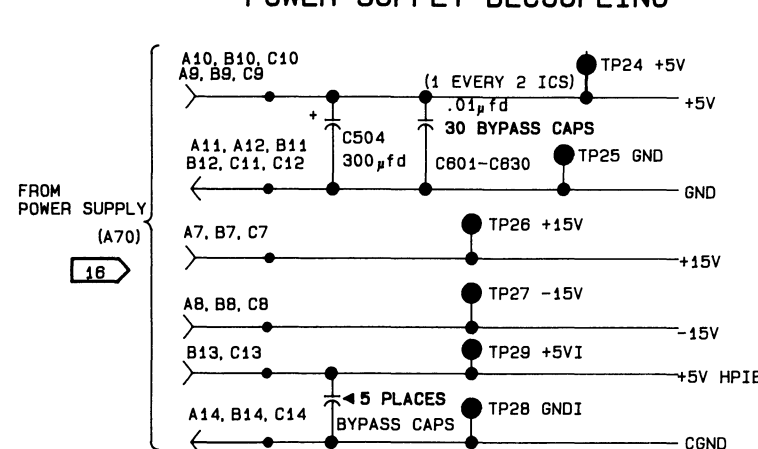 POWER SUPPLY DECOUPLING
A10, B10, C10
A9, B9, C9
(1 EVERY 2 ICS)
TP24 +5V
+5V
+
C504
300µfd
.01µfd
30 BYPASS CAPS
C601-C630
A11, A12, B11
B12, C11, C12
TP25 GND
GND
FROM
POWER SUPPLY
(A70)
16
A7, B7, C7
TP26 +15V
+15V
A8, B8, C8
TP27 -15V
-15V
B13, C13
TP29 +5VI
+5V HPIB
5 PLACES
BYPASS CAPS
A14, B14, C14
TP28 GNDI
CGND